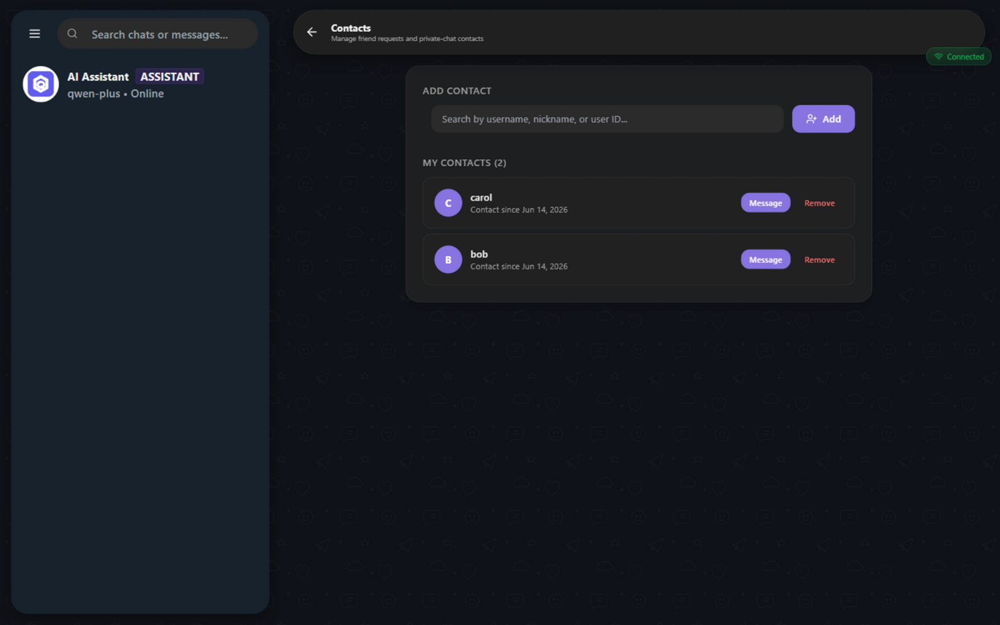 Search chats or messages...
AI Assistant ASSISTANT
qwen-plus • Online
Contacts
Manage friend requests and private-chat contacts
Connected
ADD CONTACT
Search by username, nickname, or user ID...
Add
MY CONTACTS (2)
C
carol
Contact since Jun 14, 2026
Message
Remove
B
bob
Contact since Jun 14, 2026
Message
Remove